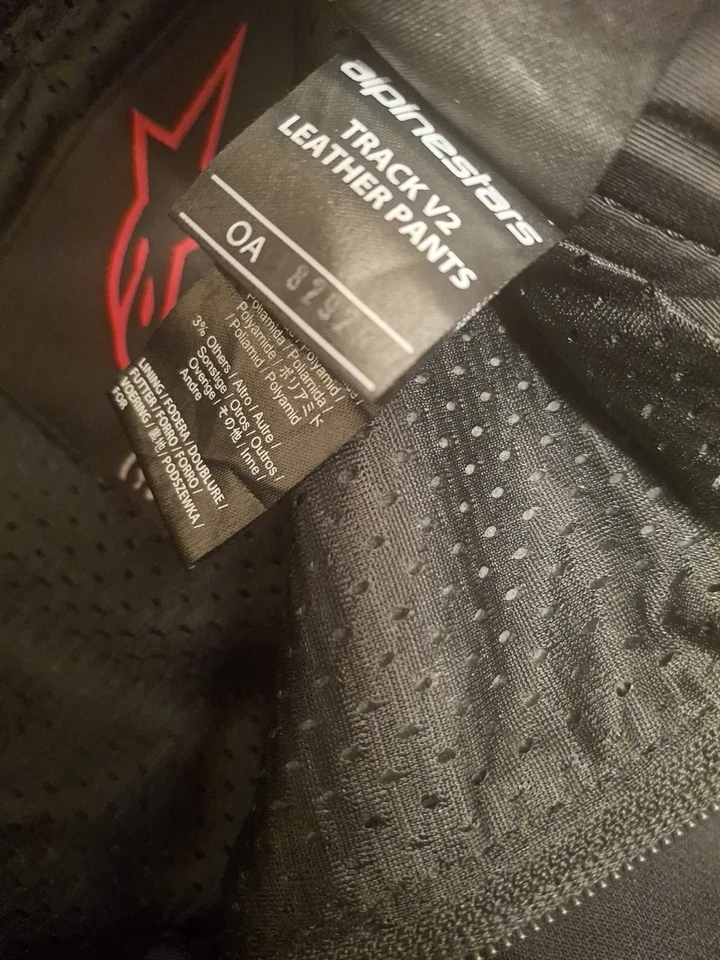 alpinestars
TRACK V2
LEATHER PANTS
OA
Poliamida / Poliamida /
Polyamide / ポリアミド
/ Poliamid / Polyamid
3% Others / Altro / Autre /
Sonstige / Otros / Outros /
Overige / その他 / Inne /
Andre
LINING / FODERA / DOUBLURE /
FUTTER / FORRO / FORRO /
VOERING / 裏地 / PODSZEWKA /
FOR